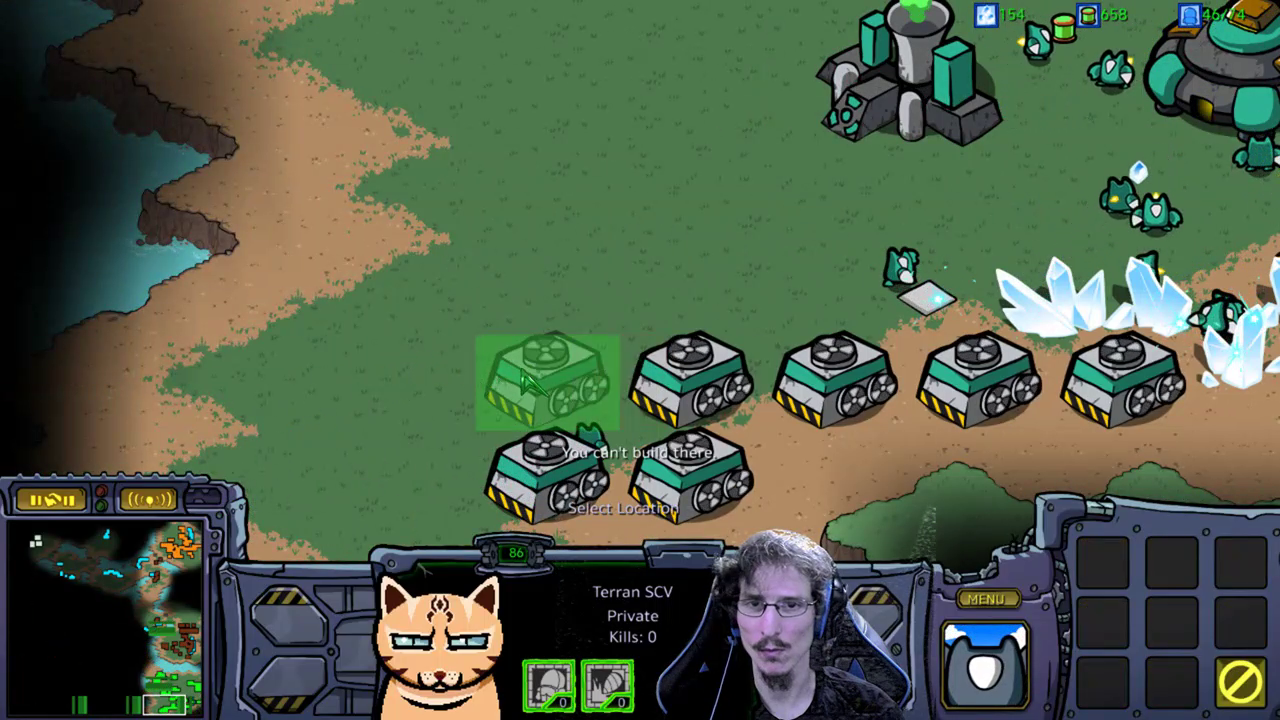 154 658 46/74
You can't build there.
Select Location
86
Terran SCV
Private
Kills: 0
0 0
MENU